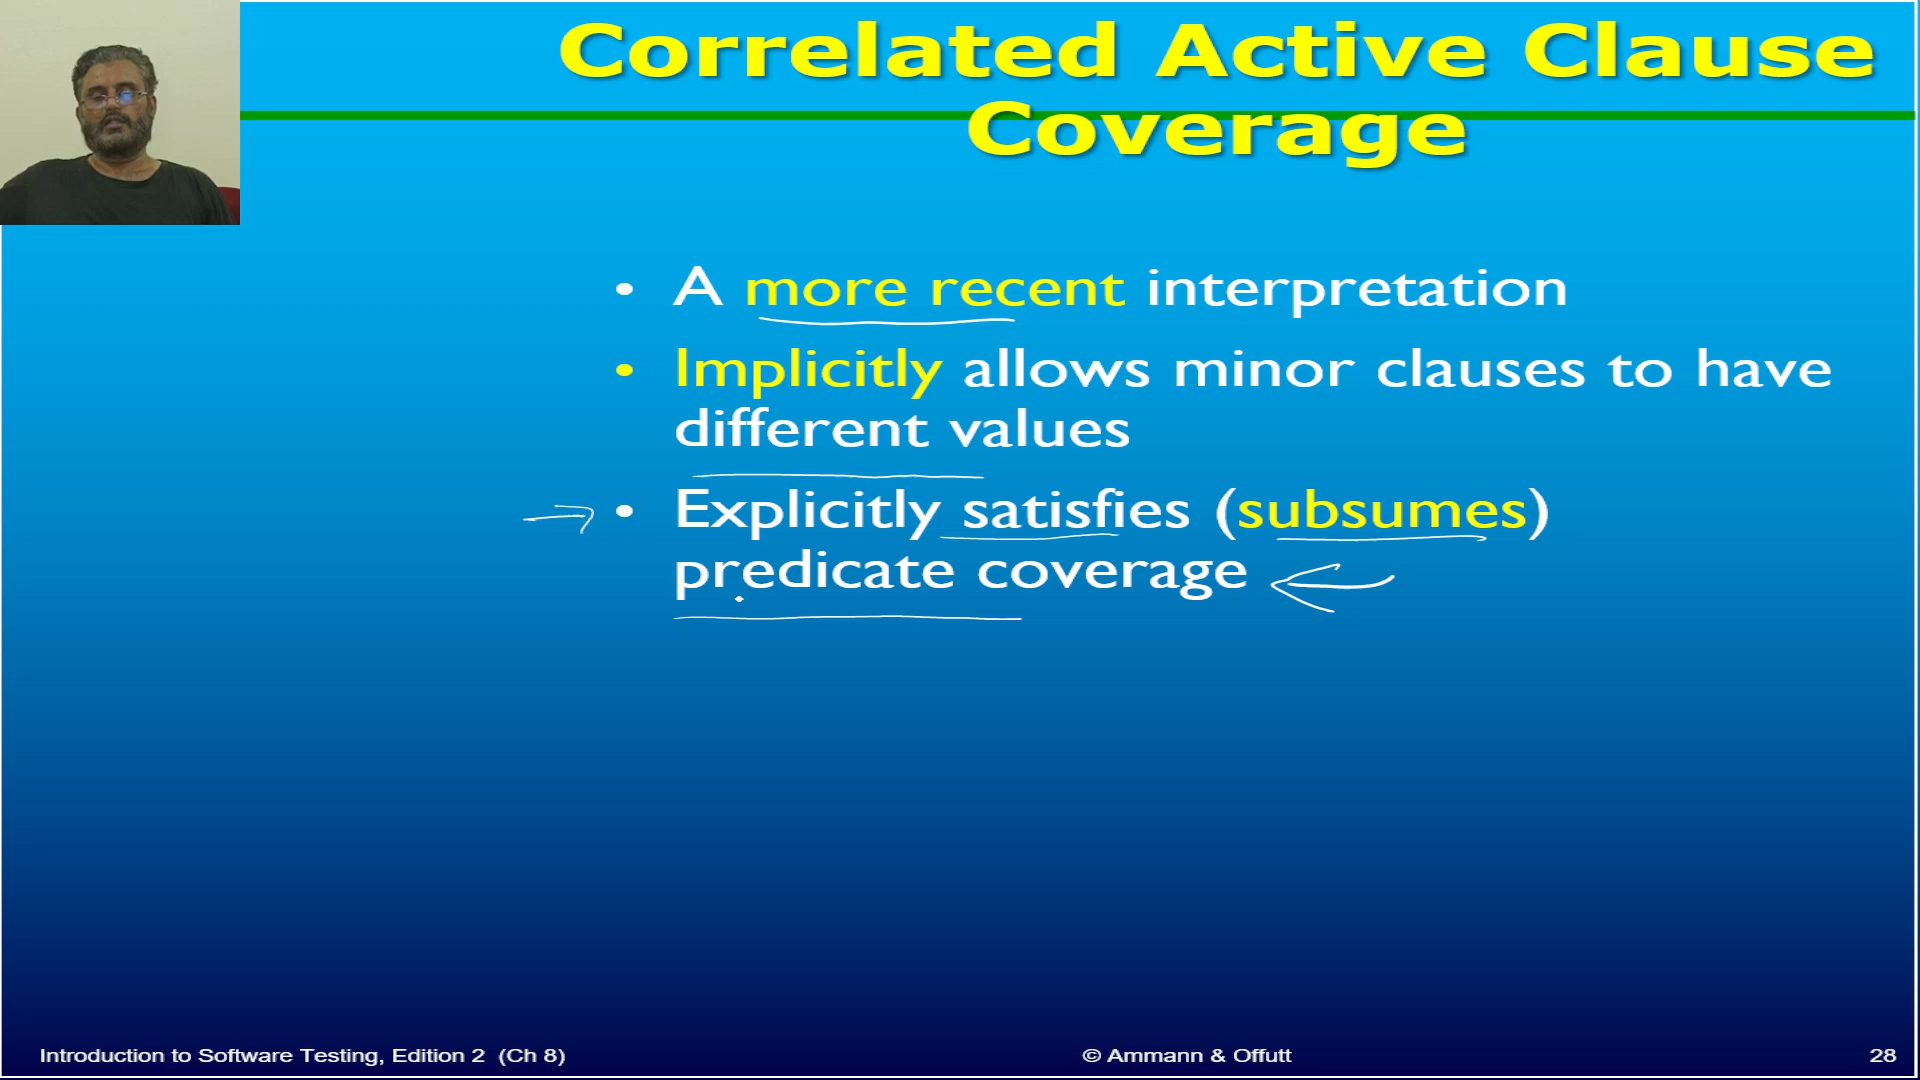 Correlated Active Clause
Coverage
• A more recent interpretation
• Implicitly allows minor clauses to have
different values
• Explicitly satisfies (subsumes)
predicate coverage
Introduction to Software Testing, Edition 2 (Ch 8)
© Ammann & Offutt
28